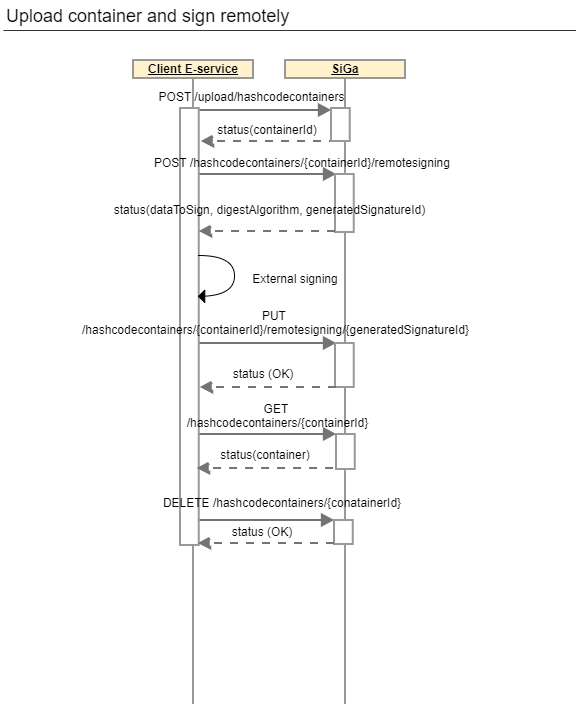 Upload container and sign remotely
Client E-service
SiGa
POST /upload/hashcodecontainers
status(containerId)
POST /hashcodecontainers/{containerId}/remotesigning
status(dataToSign, digestAlgorithm, generatedSignatureId)
External signing
PUT
/hashcodecontainers/{containerId}/remotesigning/{generatedSignatureId}
status (OK)
GET
/hashcodecontainers/{containerId}
status(container)
DELETE /hashcodecontainers/{conatainerId}
status (OK)